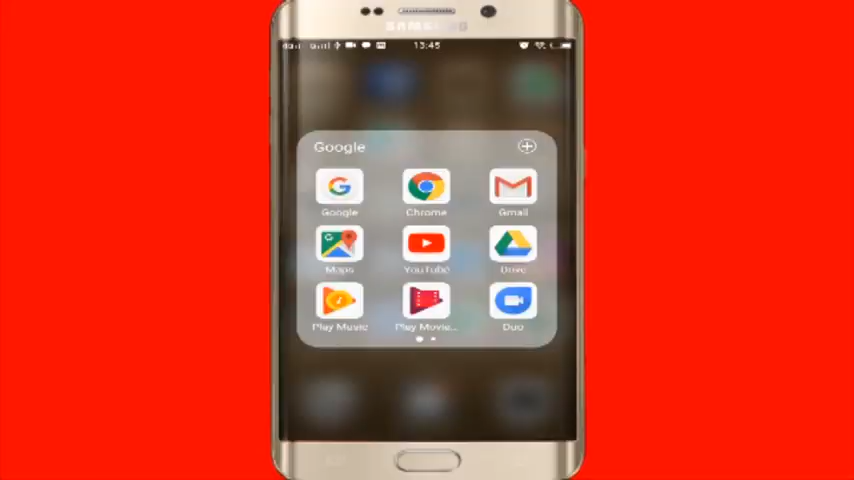 SAMSUNG
13:45
Google
Google
Chrome
Gmail
Maps
YouTube
Drive
Play Music
Play Movie...
Duo